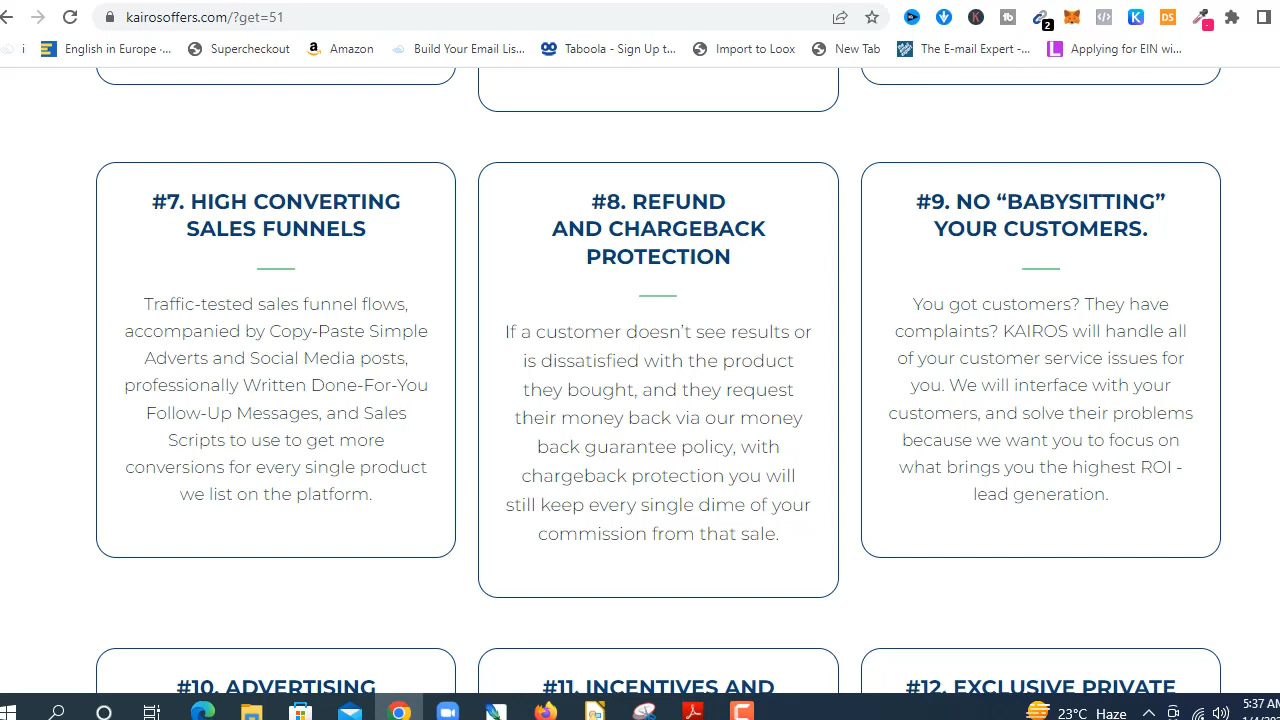 kairosoffers.com/?get=51
2
DS
English in Europe -...
Supercheckout
Amazon
Build Your Email Lis...
Taboola - Sign Up t...
Import to Loox
New Tab
The E-mail Expert -...
Applying for EIN wi...
#7. HIGH CONVERTING
SALES FUNNELS
Traffic-tested sales funnel flows,
accompanied by Copy-Paste Simple
Adverts and Social Media posts,
professionally Written Done-For-You
Follow-Up Messages, and Sales
Scripts to use to get more
conversions for every single product
we list on the platform.
#8. REFUND
AND CHARGEBACK
PROTECTION
If a customer doesn’t see results or
is dissatisfied with the product
they bought, and they request
their money back via our money
back guarantee policy, with
chargeback protection you will
still keep every single dime of your
commission from that sale.
#9. NO “BABYSITTING”
YOUR CUSTOMERS.
You got customers? They have
complaints? KAIROS will handle all
of your customer service issues for
you. We will interface with your
customers, and solve their problems
because we want you to focus on
what brings you the highest ROI -
lead generation.
#10. ADVERTISING
#11. INCENTIVES AND
#12. EXCLUSIVE PRIVATE
23°C Haze
5:37 AM